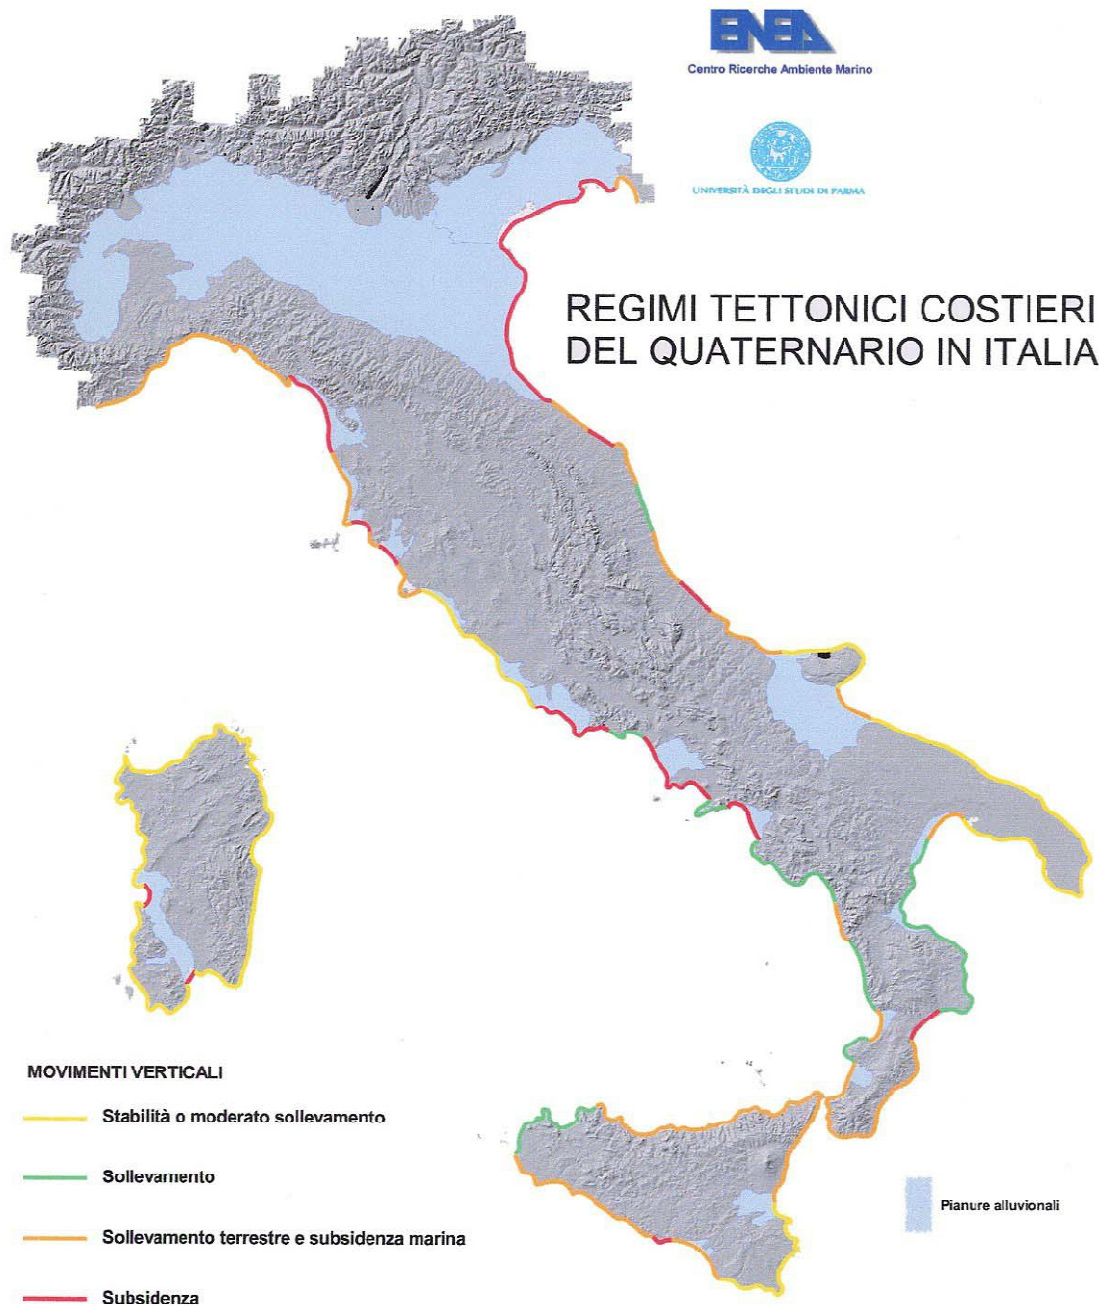 ENEA
Centro Ricerche Ambiente Marino
UNIVERSITÀ DEGLI STUDI DI PARMA
REGIMI TETTONICI COSTIERI
DEL QUATERNARIO IN ITALIA
MOVIMENTI VERTICALI
Stabilità o moderato sollevamento
Sollevamento
Sollevamento terrestre e subsidenza marina
Subsidenza
Pianure alluvionali